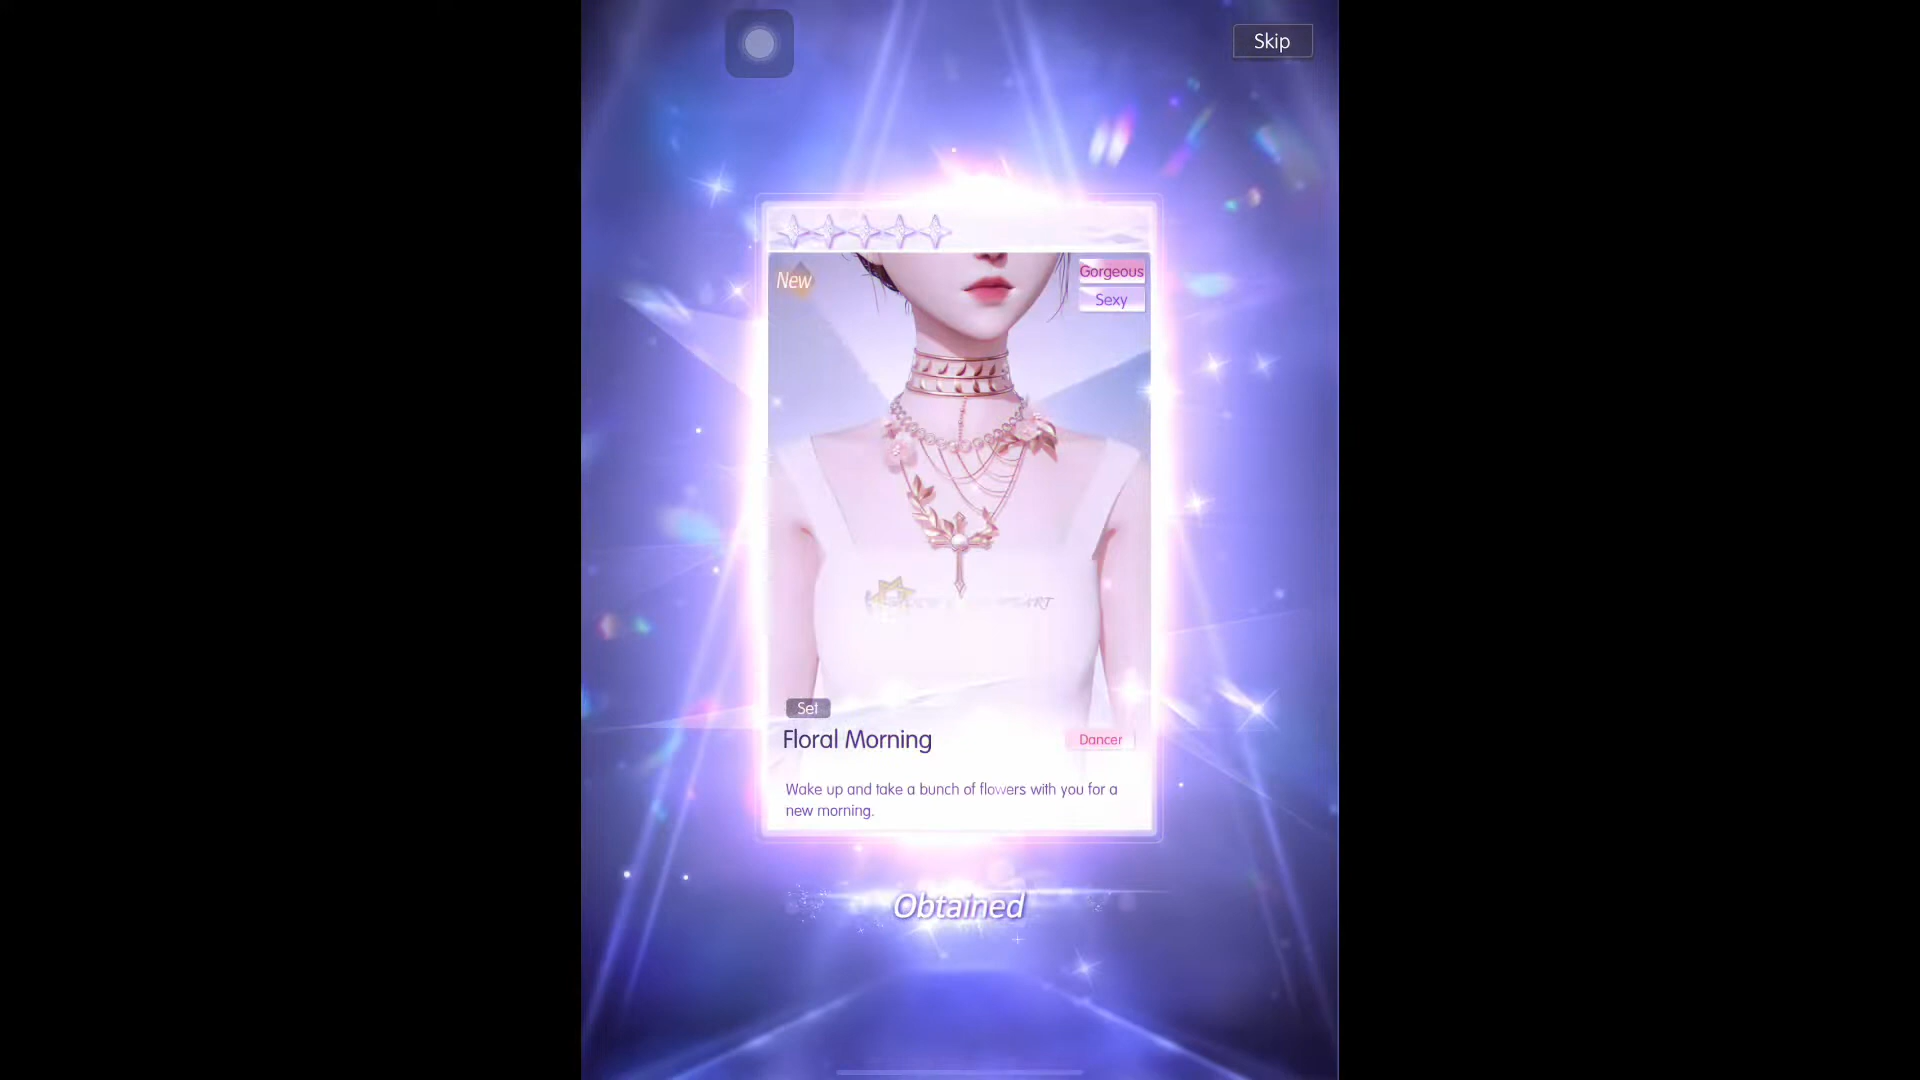 Skip
New
Gorgeous
Sexy
Set
Floral Morning
Dancer
Wake up and take a bunch of flowers with you for a
new morning.
Obtained